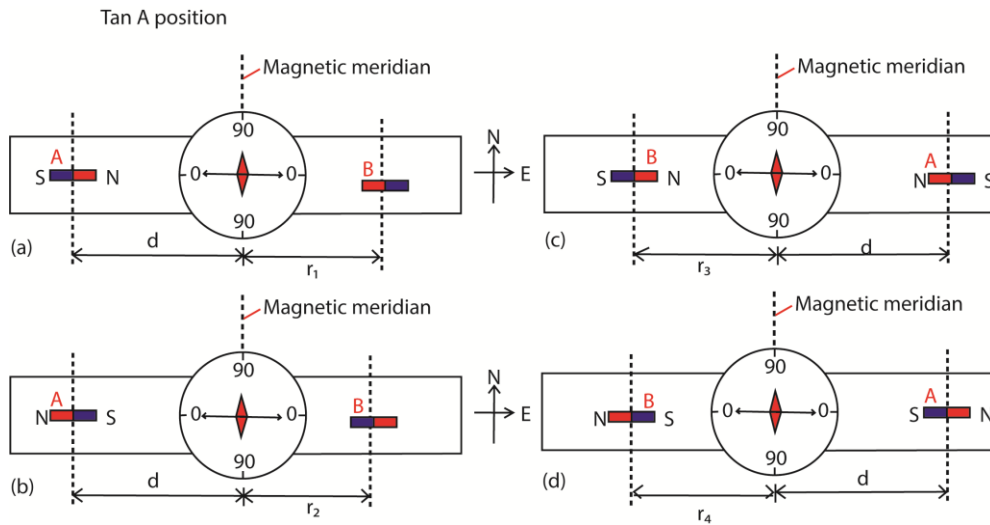 Tan A position
Magnetic meridian
90
A
S N
0 0
B
90
(a)
d
r1
N
E
Magnetic meridian
90
B
S N
0 0
A
N S
90
(c)
r3
d
Magnetic meridian
90
A
N S
0 0
B
90
(b)
d
r2
N
E
Magnetic meridian
90
B
N S
0 0
A
S N
90
(d)
r4
d